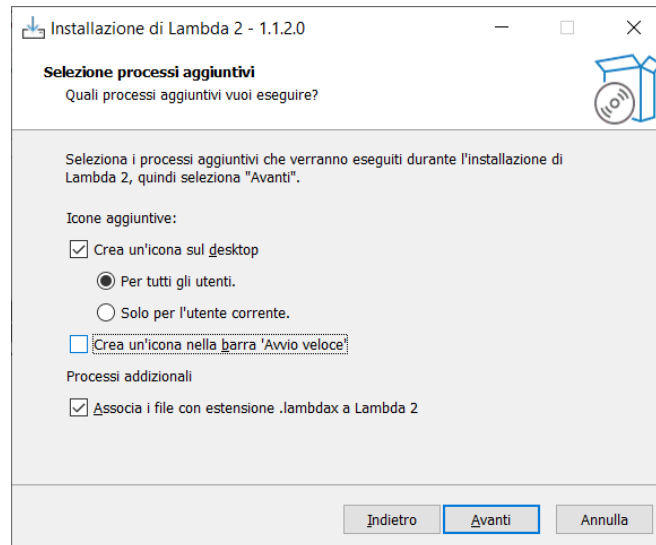 Installazione di Lambda 2 - 1.1.2.0
Selezione processi aggiuntivi
Quali processi aggiuntivi vuoi eseguire?
Seleziona i processi aggiuntivi che verranno eseguiti durante l'installazione di
Lambda 2, quindi seleziona "Avanti".
Icone aggiuntive:
Crea un'icona sul desktop
Per tutti gli utenti.
Solo per l'utente corrente.
Crea un'icona nella barra 'Avvio veloce'
Processi addizionali
Associa i file con estensione .lambdax a Lambda 2
Indietro
Avanti
Annulla